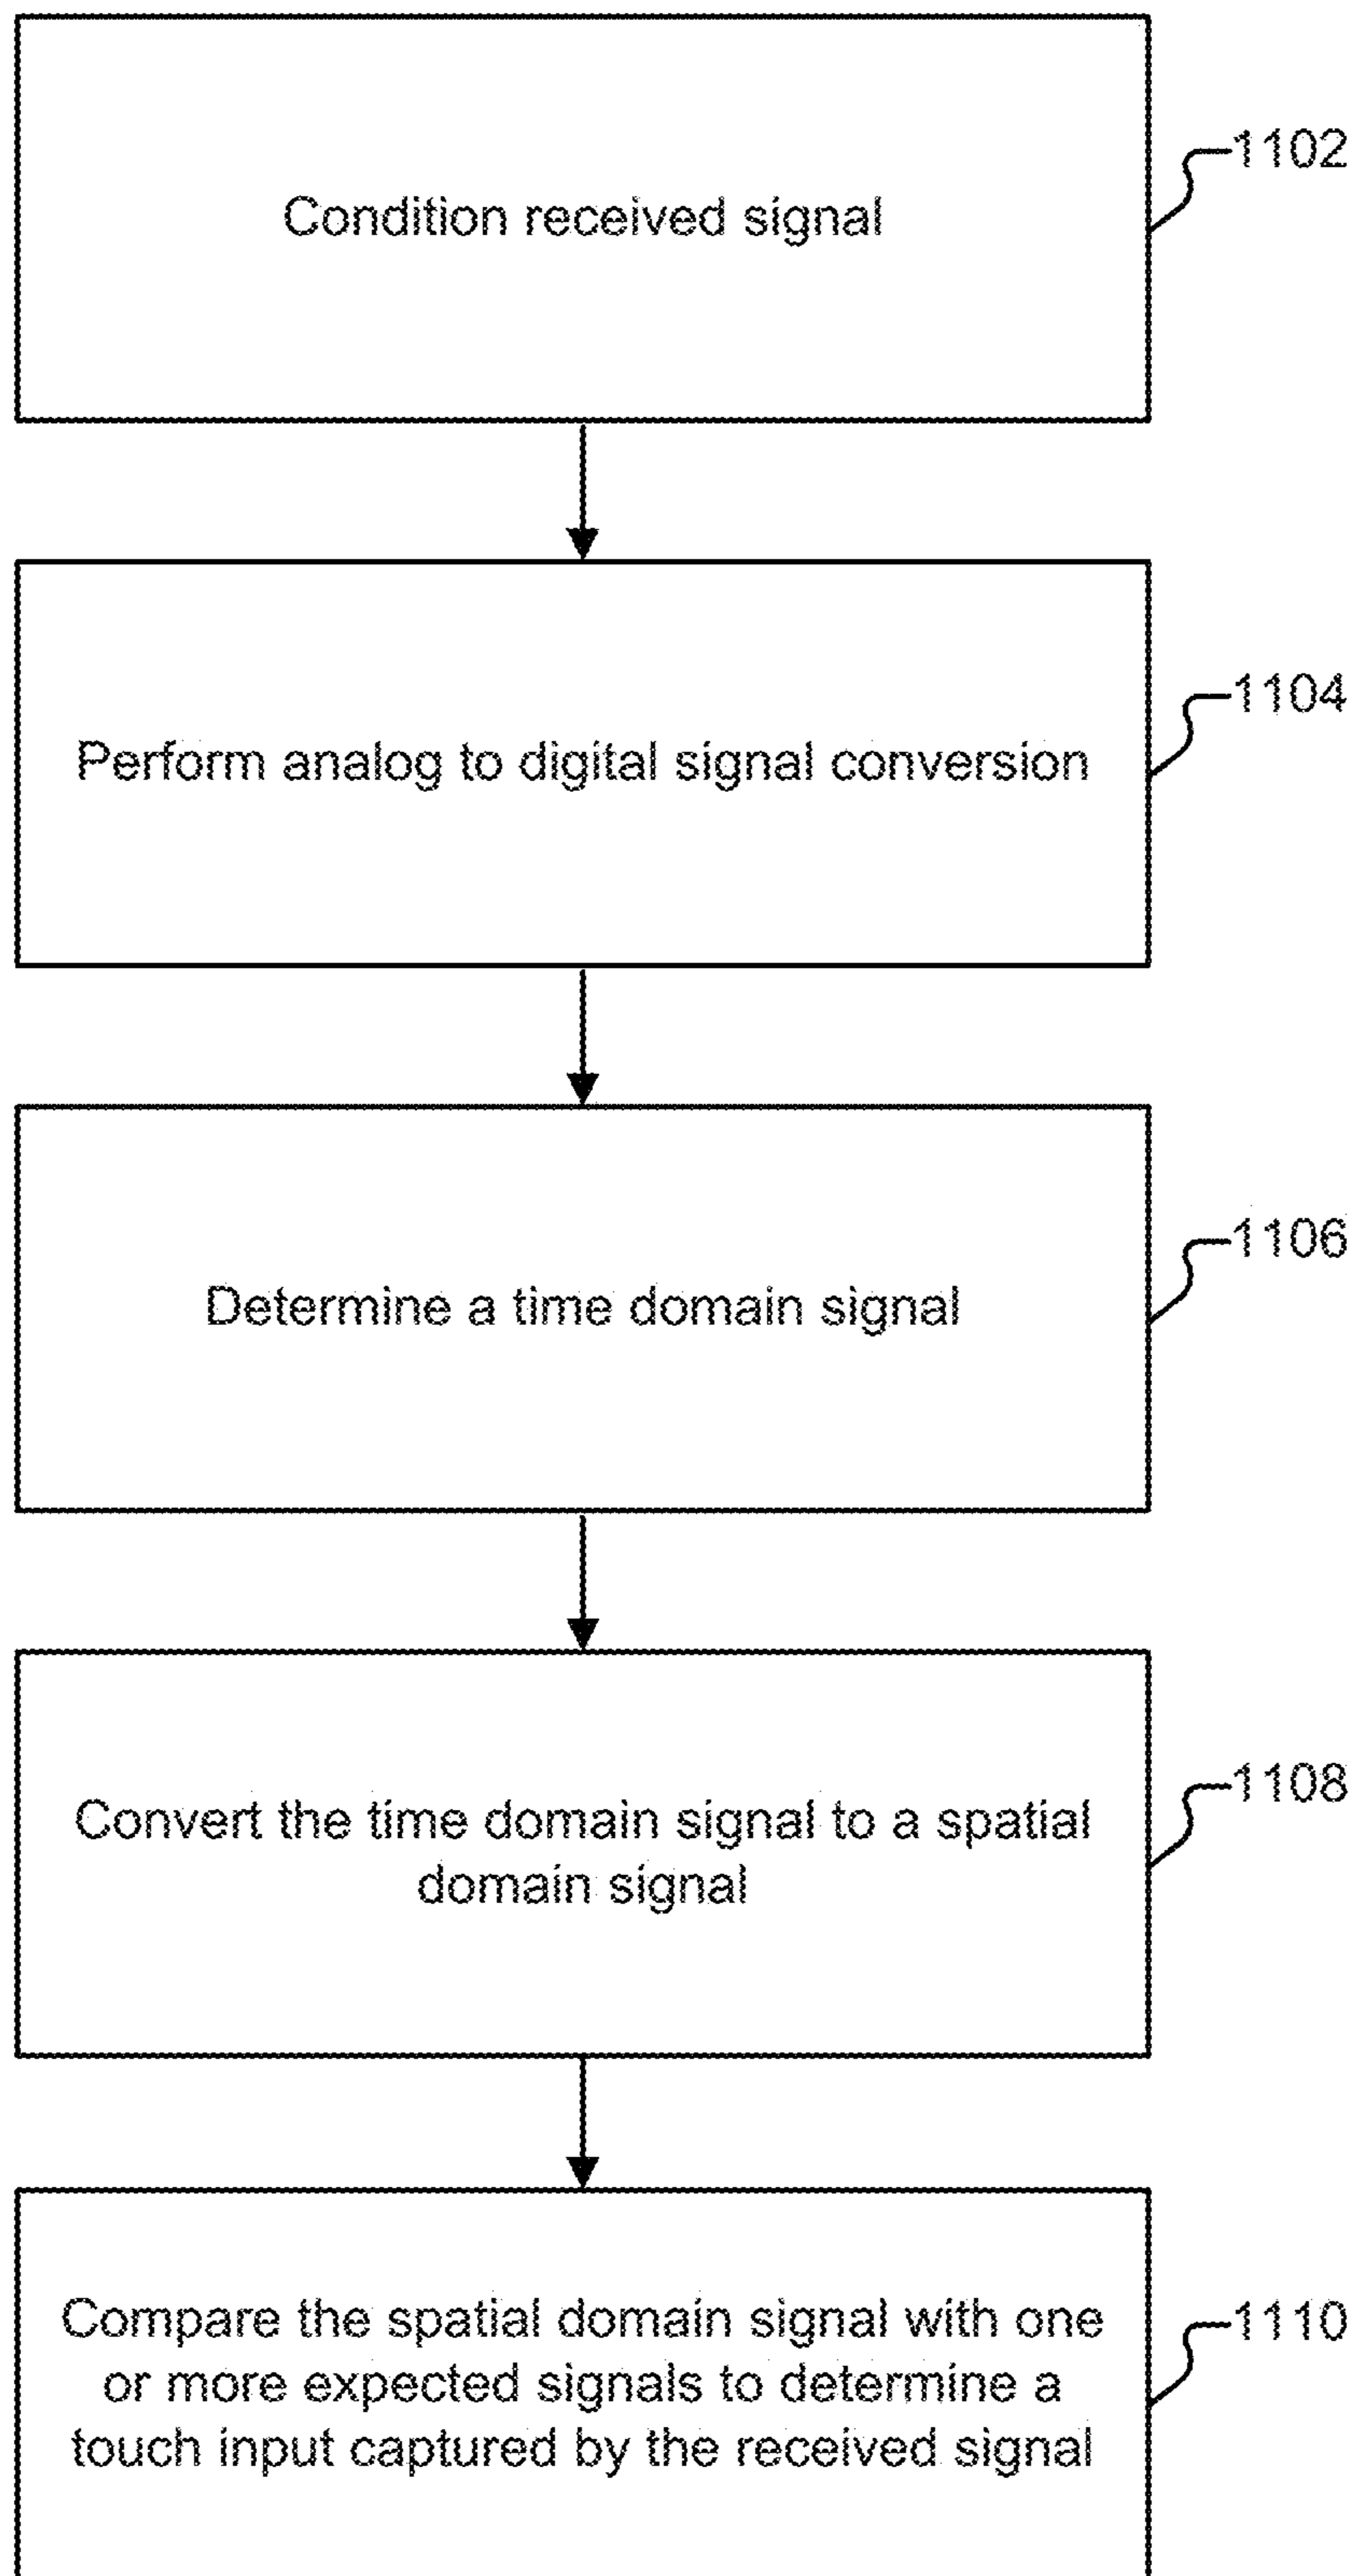 Condition received signal
1102
Perform analog to digital signal conversion
1104
Determine a time domain signal
1106
Convert the time domain signal to a spatial
domain signal
1108
Compare the spatial domain signal with one
or more expected signals to determine a
touch input captured by the received signal
1110